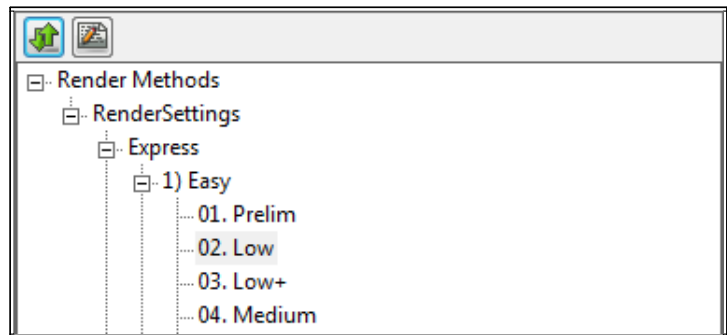 Render Methods
RenderSettings
Express
1) Easy
01. Prelim
02. Low
03. Low+
04. Medium